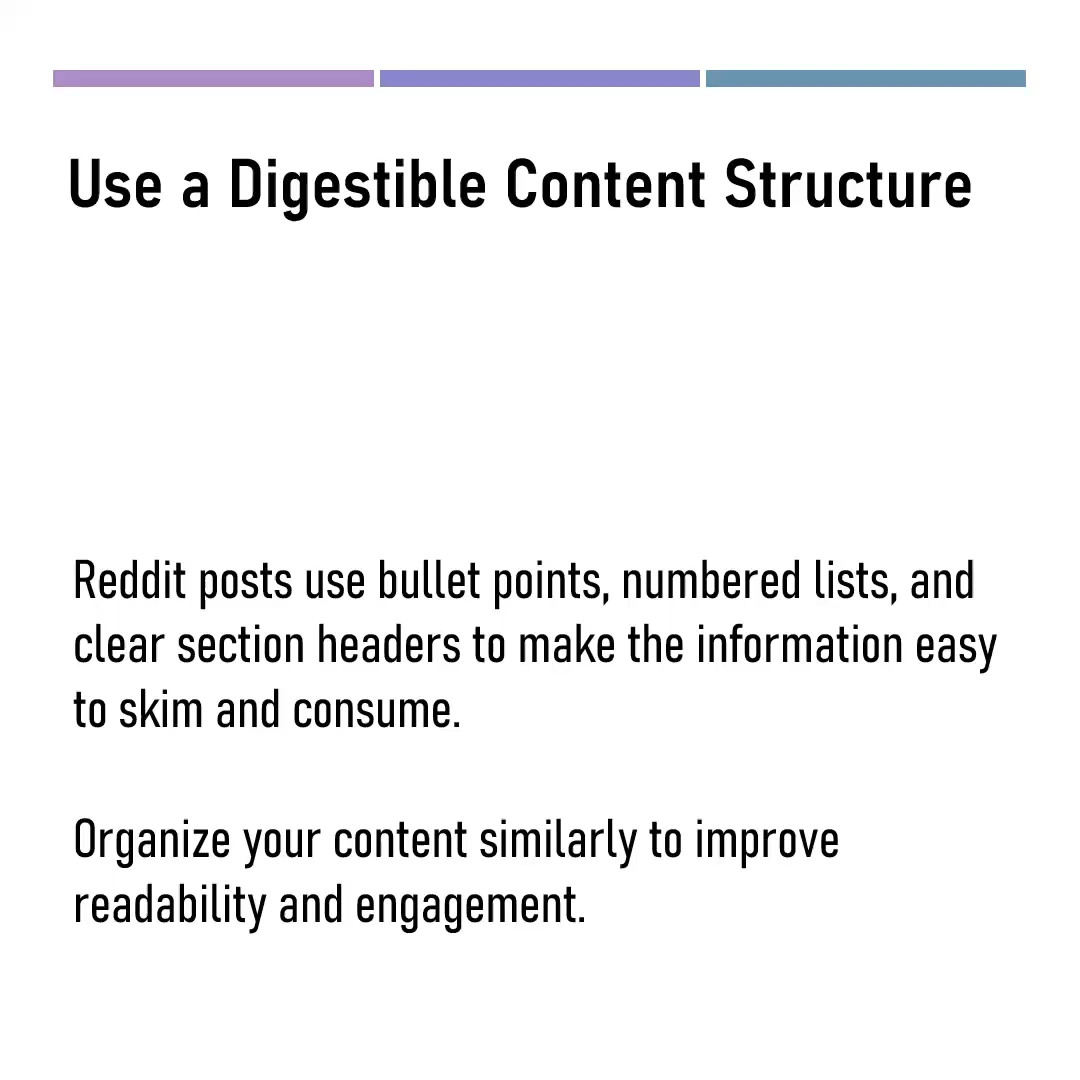 Use a Digestible Content Structure
Reddit posts use bullet points, numbered lists, and
clear section headers to make the information easy
to skim and consume.
Organize your content similarly to improve
readability and engagement.